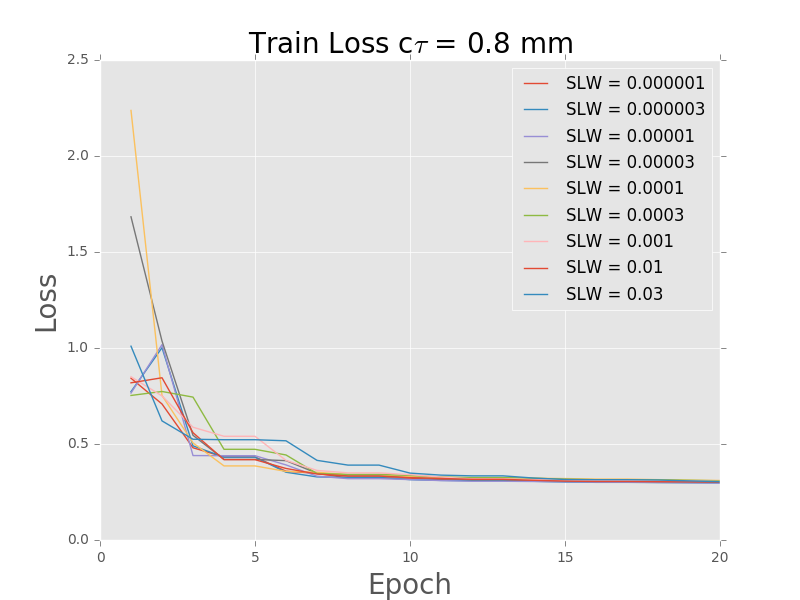 Train Loss cτ = 0.8 mm
2.5
2.0
1.5
1.0
0.5
0.0
Loss
SLW = 0.000001
SLW = 0.000003
SLW = 0.00001
SLW = 0.00003
SLW = 0.0001
SLW = 0.0003
SLW = 0.001
SLW = 0.01
SLW = 0.03
0 5 10 15 20
Epoch